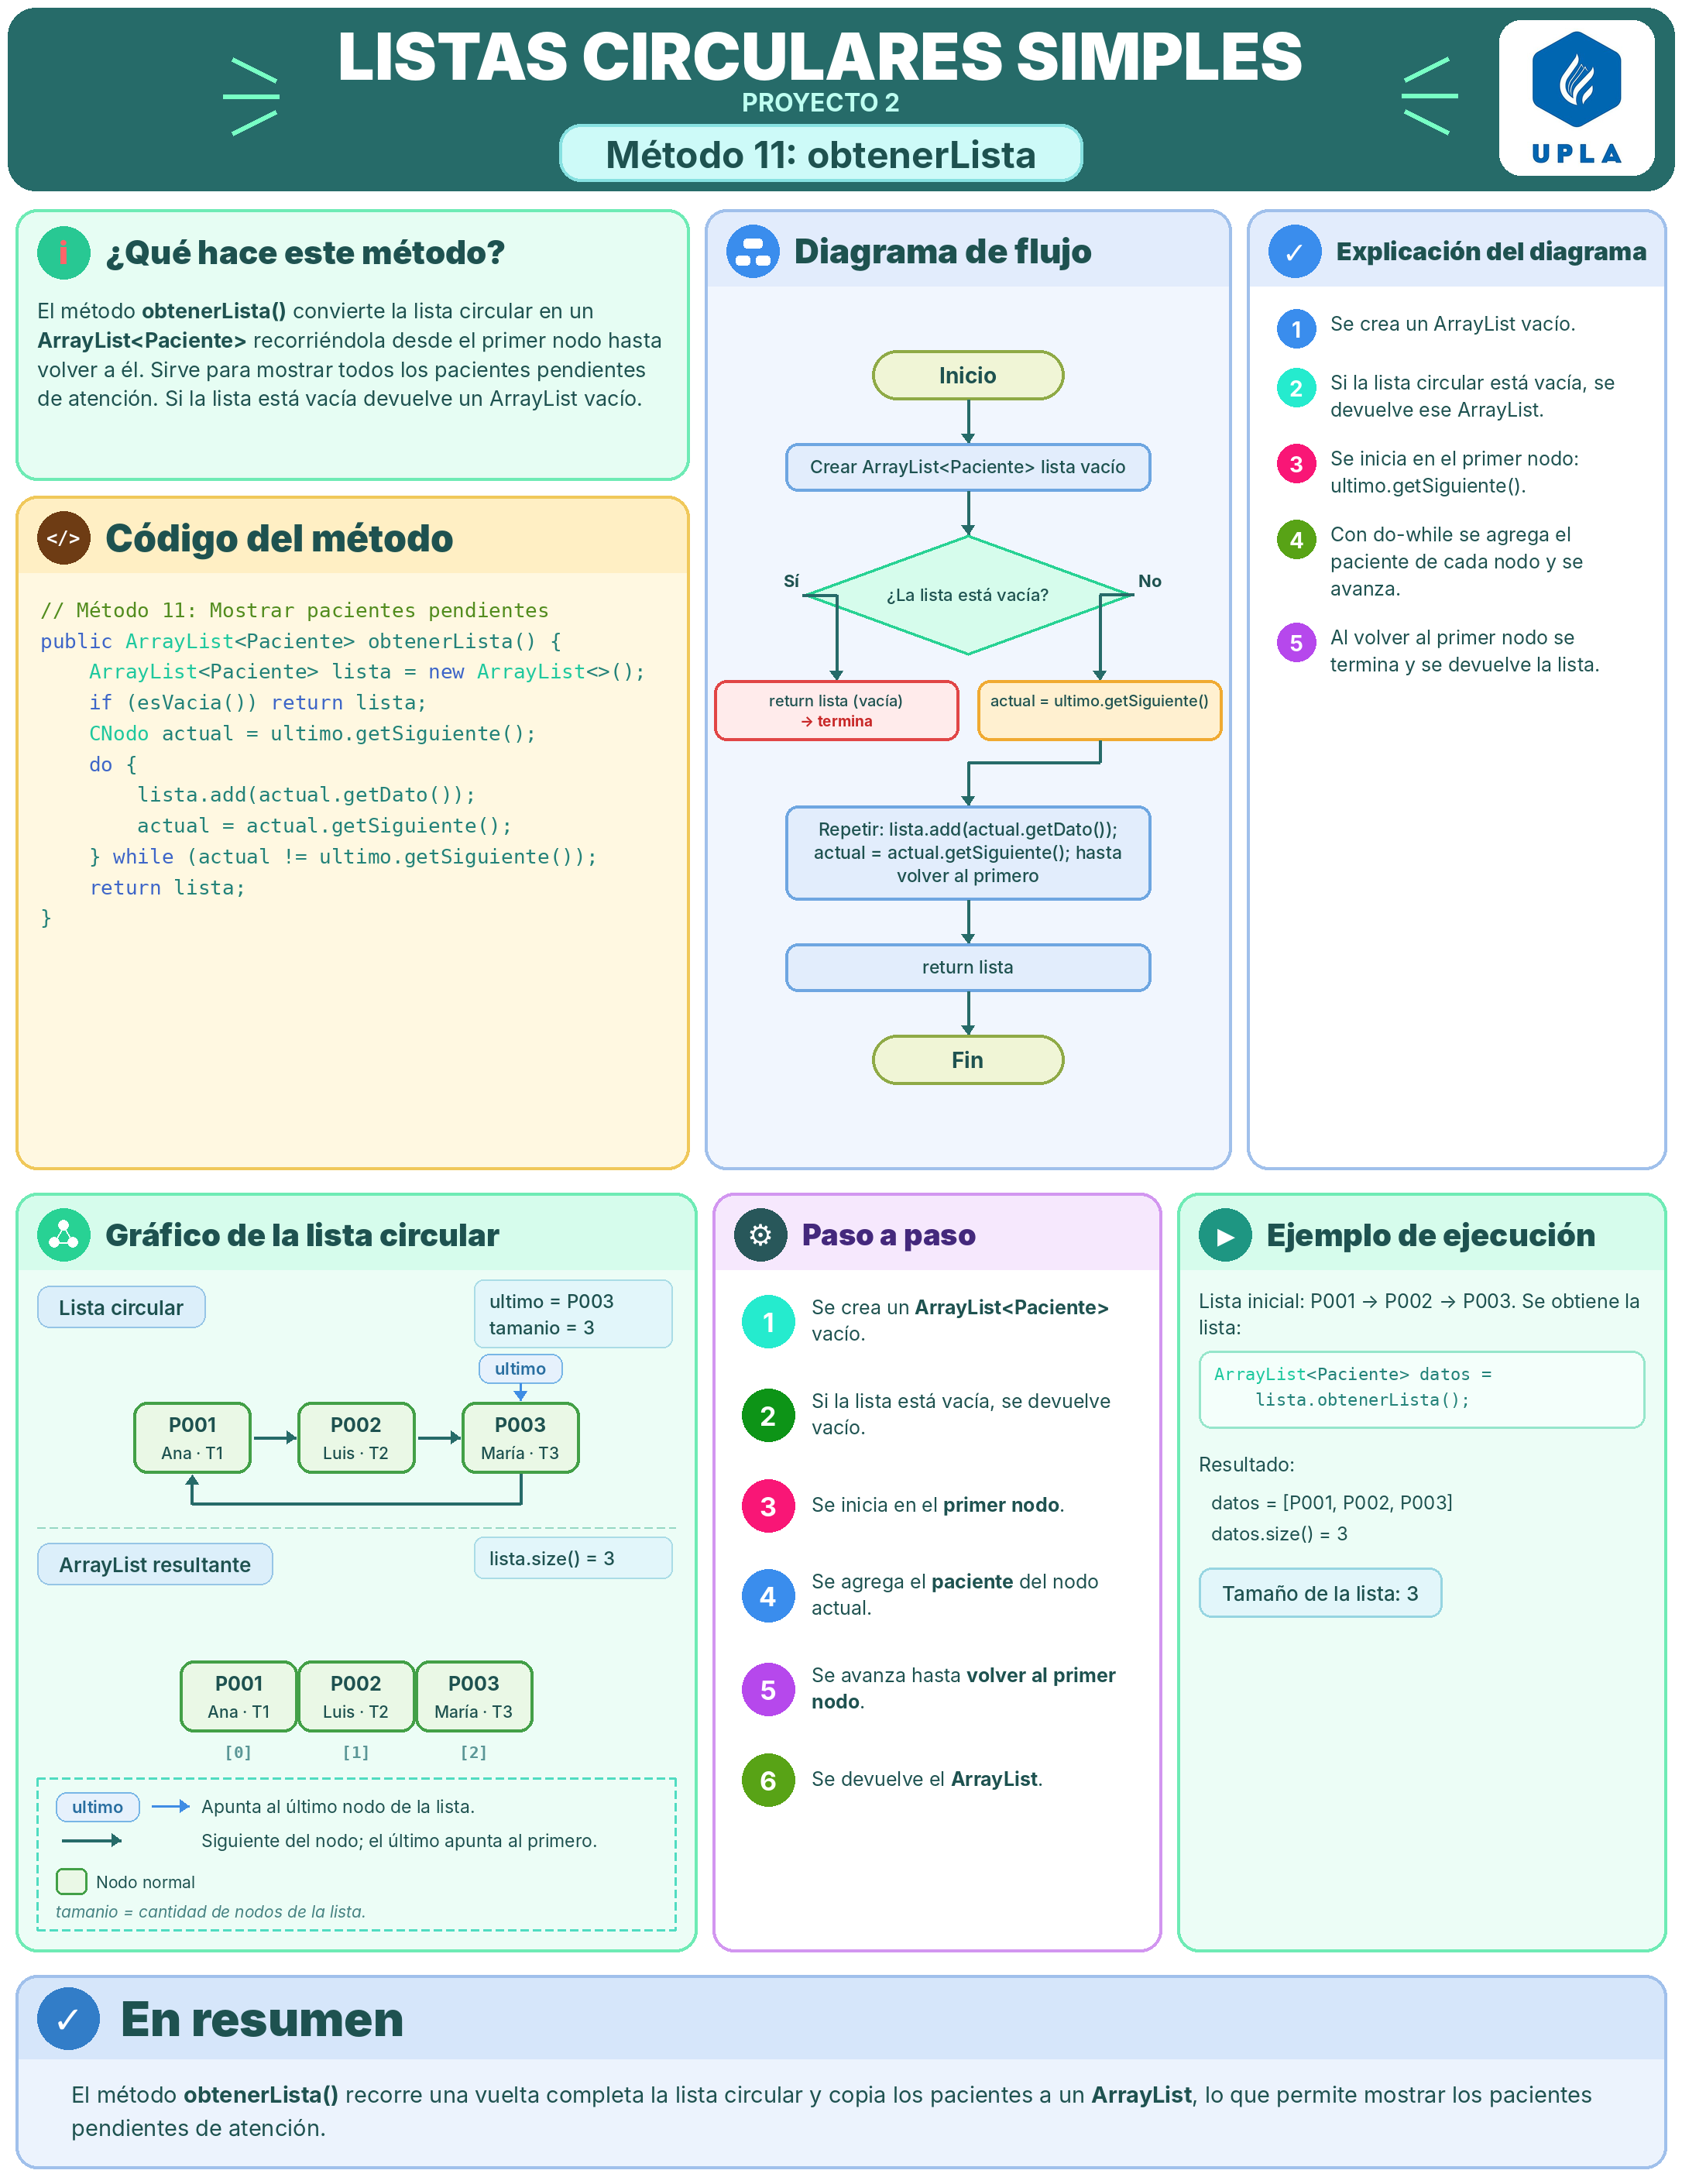 LISTAS CIRCULARES SIMPLES
PROYECTO 2
Método 11: obtenerLista
UPLA
i
¿Qué hace este método?
El método obtenerLista() convierte la lista circular en un
ArrayList<Paciente> recorriéndola desde el primer nodo hasta
volver a él. Sirve para mostrar todos los pacientes pendientes
de atención. Si la lista está vacía devuelve un ArrayList vacío.
</>
Código del método
// Método 11: Mostrar pacientes pendientes
public ArrayList<Paciente> obtenerLista() {
    ArrayList<Paciente> lista = new ArrayList<>();
    if (esVacia()) return lista;
    CNodo actual = ultimo.getSiguiente();
    do {
        lista.add(actual.getDato());
        actual = actual.getSiguiente();
    } while (actual != ultimo.getSiguiente());
    return lista;
}
Diagrama de flujo
Inicio
Crear ArrayList<Paciente> lista vacío
¿La lista está vacía?
Sí
No
return lista (vacía)
→ termina
actual = ultimo.getSiguiente()
Repetir: lista.add(actual.getDato());
actual = actual.getSiguiente(); hasta
volver al primero
return lista
Fin
✓
Explicación del diagrama
1
Se crea un ArrayList vacío.
2
Si la lista circular está vacía, se
devuelve ese ArrayList.
3
Se inicia en el primer nodo:
ultimo.getSiguiente().
4
Con do-while se agrega el
paciente de cada nodo y se
avanza.
5
Al volver al primer nodo se
termina y se devuelve la lista.
Gráfico de la lista circular
Lista circular
ultimo = P003
tamanio = 3
ultimo
P001
Ana · T1
P002
Luis · T2
P003
María · T3
ArrayList resultante
lista.size() = 3
P001
Ana · T1
P002
Luis · T2
P003
María · T3
[0]
[1]
[2]
ultimo
Apunta al último nodo de la lista.
Siguiente del nodo; el último apunta al primero.
Nodo normal
tamanio = cantidad de nodos de la lista.
Paso a paso
1
Se crea un ArrayList<Paciente>
vacío.
2
Si la lista está vacía, se devuelve
vacío.
3
Se inicia en el primer nodo.
4
Se agrega el paciente del nodo
actual.
5
Se avanza hasta volver al primer
nodo.
6
Se devuelve el ArrayList.
Ejemplo de ejecución
Lista inicial: P001 → P002 → P003. Se obtiene la
lista:
ArrayList<Paciente> datos =
    lista.obtenerLista();
Resultado:
datos = [P001, P002, P003]
datos.size() = 3
Tamaño de la lista: 3
✓
En resumen
El método obtenerLista() recorre una vuelta completa la lista circular y copia los pacientes a un ArrayList, lo que permite mostrar los pacientes
pendientes de atención.